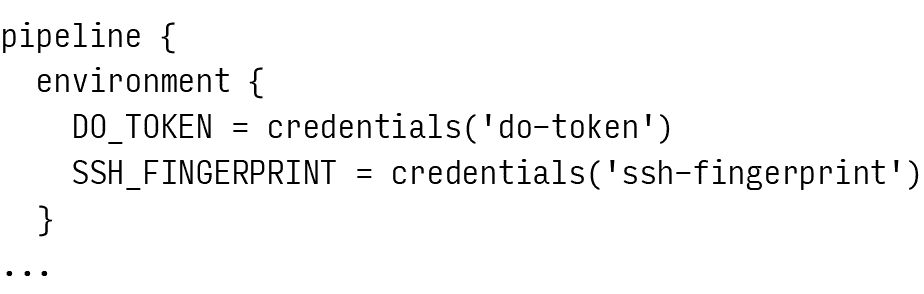 pipeline {
  environment {
    DO_TOKEN = credentials('do-token')
    SSH_FINGERPRINT = credentials('ssh-fingerprint')
  }
...